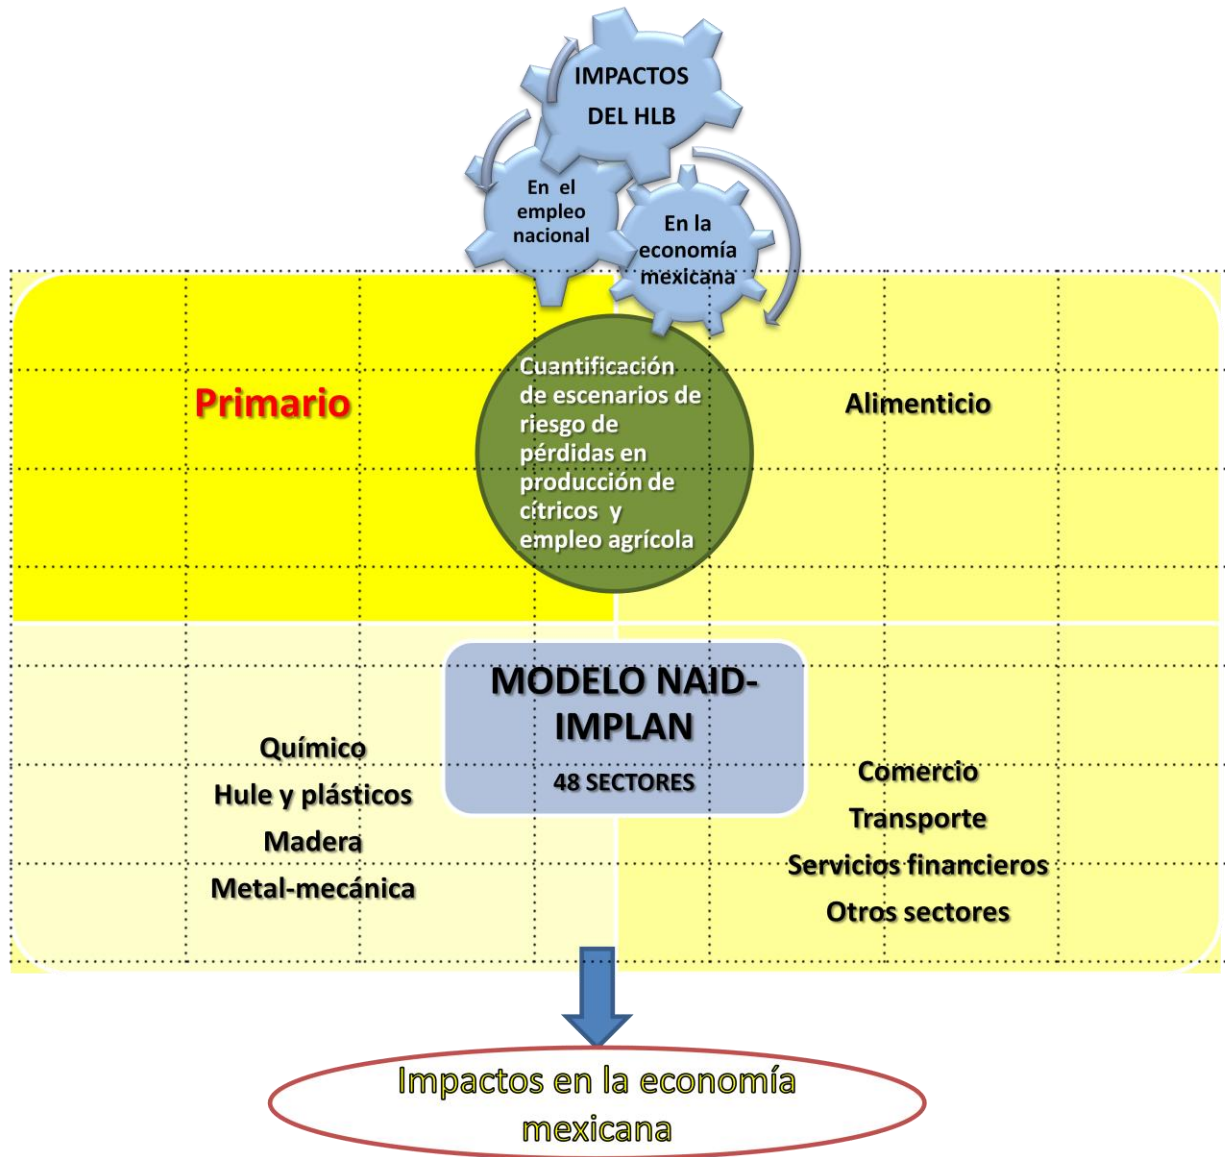 IMPACTOS
DEL HLB
En el
empleo
nacional
En la
economía
mexicana
Primario
Cuantificación
de escenarios de
riesgo de
pérdidas en
producción de
cítricos y
empleo agrícola
Alimenticio
MODELO NAID-
IMPLAN
48 SECTORES
Químico
Hule y plásticos
Madera
Metal-mecánica
Comercio
Transporte
Servicios financieros
Otros sectores
Impactos en la economía
mexicana